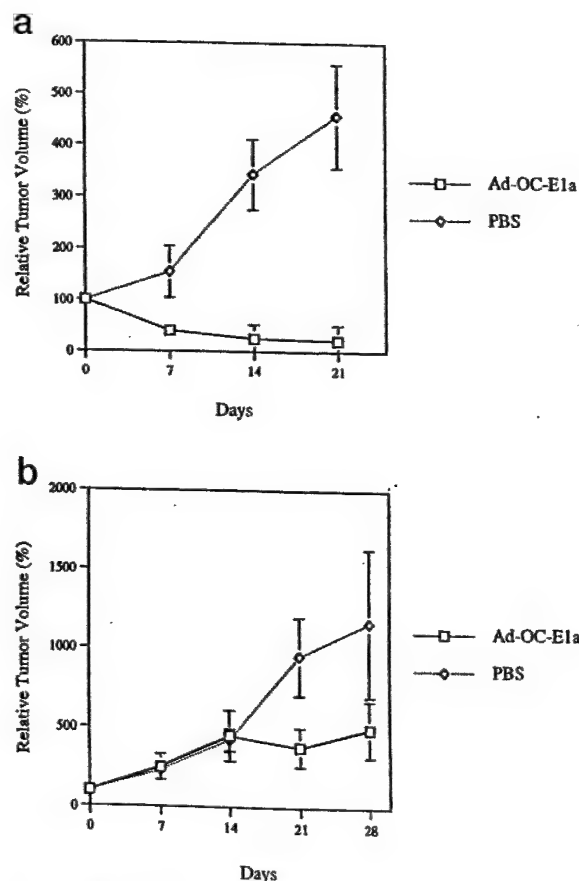 a
600
500
400
300
200
100
0
Relative Tumor Volume (%)
0 7 14 21
Days
Ad-OC-E1a
PBS
b
2000
1500
1000
500
0
Relative Tumor Volume (%)
0 7 14 21 28
Days
Ad-OC-E1a
PBS